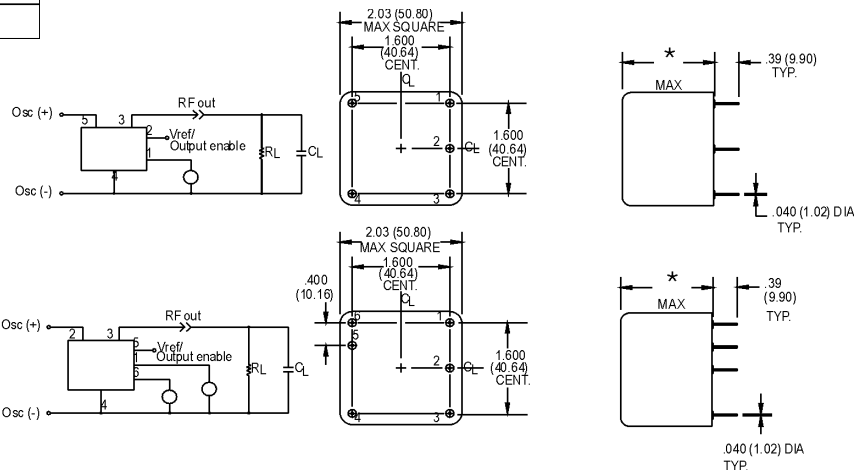 2.03 (50.80)
MAX SQUARE
1.600
(40.64)
CENT.
CL
*
MAX
.39 (9.90)
TYP.
Osc (+)
5
3
RF out
2
Vref/
Output enable
1
4
RL
CL
Osc (-)
5
1
2
CL
4
3
1.600
(40.64)
CENT.
.040 (1.02) DIA
TYP.
2.03 (50.80)
MAX SQUARE
1.600
(40.64)
CENT.
CL
.400
(10.16)
*
MAX
.39
(9.90)
TYP.
Osc (+)
2
3
RF out
5
Vref/
Output enable
1
6
4
RL
CL
Osc (-)
6
1
5
2
CL
4
3
1.600
(40.64)
CENT.
.040 (1.02) DIA
TYP.